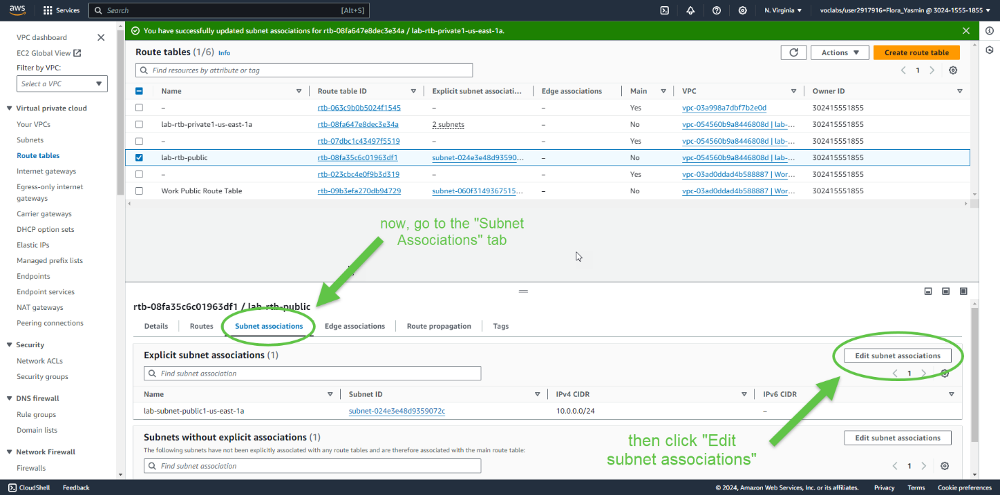 aws
Services
Search
[Alt+S]
N. Virginia
voclabs/user2917916=Flora_Yasmin @ 3024-1555-1855
VPC dashboard
EC2 Global View
Filter by VPC:
Select a VPC
Virtual private cloud
Your VPCs
Subnets
Route tables
Internet gateways
Egress-only internet
gateways
Carrier gateways
DHCP option sets
Elastic IPs
Managed prefix lists
Endpoints
Endpoint services
NAT gateways
Peering connections
Security
Network ACLs
Security groups
DNS firewall
Rule groups
Domain lists
Network Firewall
Firewalls
You have successfully updated subnet associations for rtb-08fa647e8dec3e34a / lab-rtb-private1-us-east-1a.
Route tables (1/6) Info
Actions
Create route table
Find resources by attribute or tag
1
Name Route table ID Explicit subnet associati... Edge associations Main VPC Owner ID
– rtb-063c9b0b5024f1545 – – Yes vpc-03a998a7dbf7b2e0d 302415551855
lab-rtb-private1-us-east-1a rtb-08fa647e8dec3e34a 2 subnets – No vpc-054560b9a8446808d | lab-... 302415551855
– rtb-07dbc1c43497f5519 – – Yes vpc-054560b9a8446808d | lab-... 302415551855
lab-rtb-public rtb-08fa35c6c01963df1 subnet-024e3e48d93590... – No vpc-054560b9a8446808d | lab-... 302415551855
– rtb-023cbc4e0f9b3d319 – – Yes vpc-03ad0ddad4b588887 | Wor... 302415551855
Work Public Route Table rtb-09b3efa270db94729 subnet-060f3149367515... – No vpc-03ad0ddad4b588887 | Wor... 302415551855
now, go to the "Subnet
Associations" tab
rtb-08fa35c6c01963df1 / lab-rtb-public
Details
Routes
Subnet associations
Edge associations
Route propagation
Tags
Explicit subnet associations (1)
Edit subnet associations
Find subnet association
1
Name Subnet ID IPv4 CIDR IPv6 CIDR
lab-subnet-public1-us-east-1a subnet-024e3e48d9359072c 10.0.0.0/24 –
then click "Edit
subnet associations"
Subnets without explicit associations (1)
Edit subnet associations
The following subnets have not been explicitly associated with any route tables and are therefore associated with the main route table:
Find subnet association
1
CloudShell
Feedback
© 2024, Amazon Web Services, Inc. or its affiliates.
Privacy
Terms
Cookie preferences